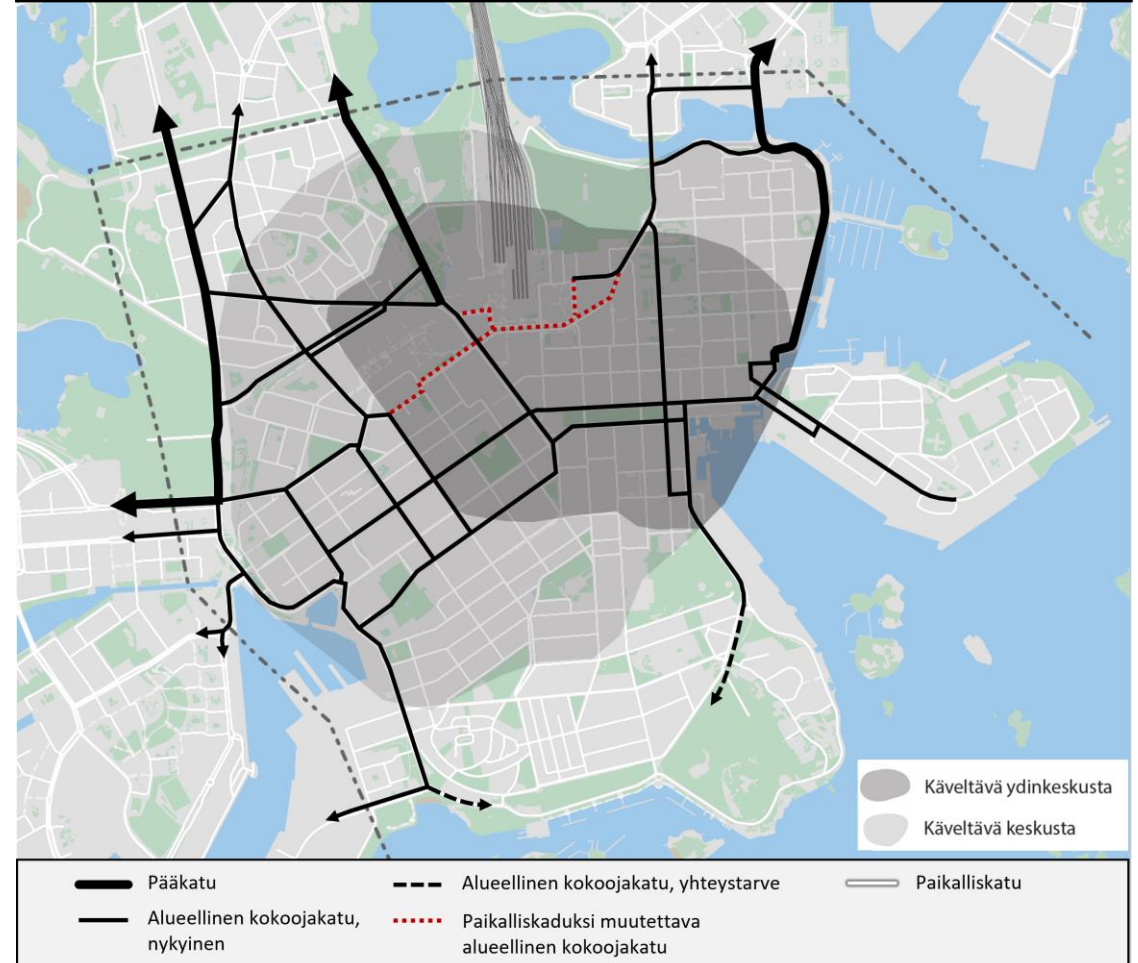 Käveltävä ydinkeskusta
Käveltävä keskusta
Pääkatu
Alueellinen kokoojakatu,
nykyinen
Alueellinen kokoojakatu, yhteystarve
Paikalliskaduksi muutettava
alueellinen kokoojakatu
Paikalliskatu